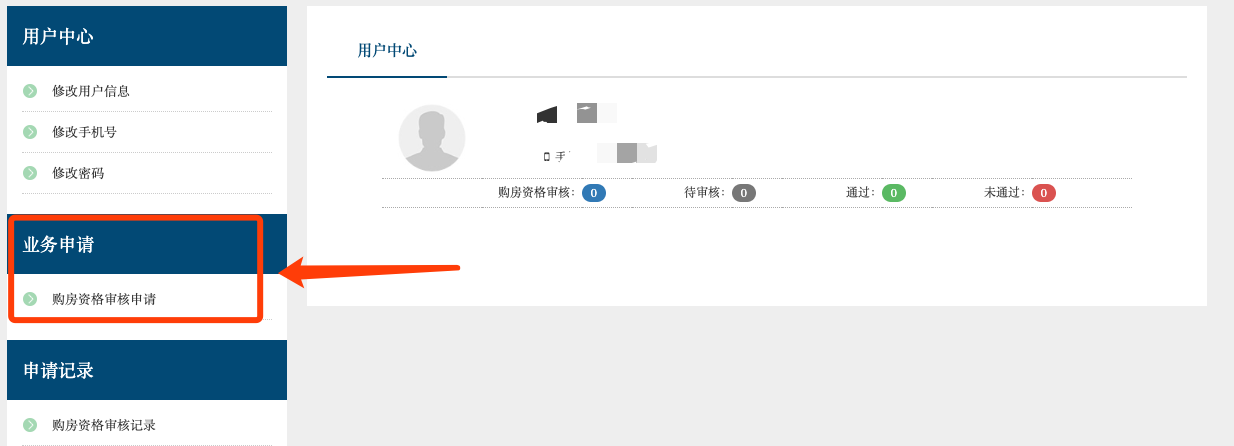 用户中心
修改用户信息
修改手机号
修改密码
业务申请
购房资格审核申请
申请记录
购房资格审核记录
用户中心
手
购房资格审核： 0 待审核： 0 通过： 0 未通过： 0